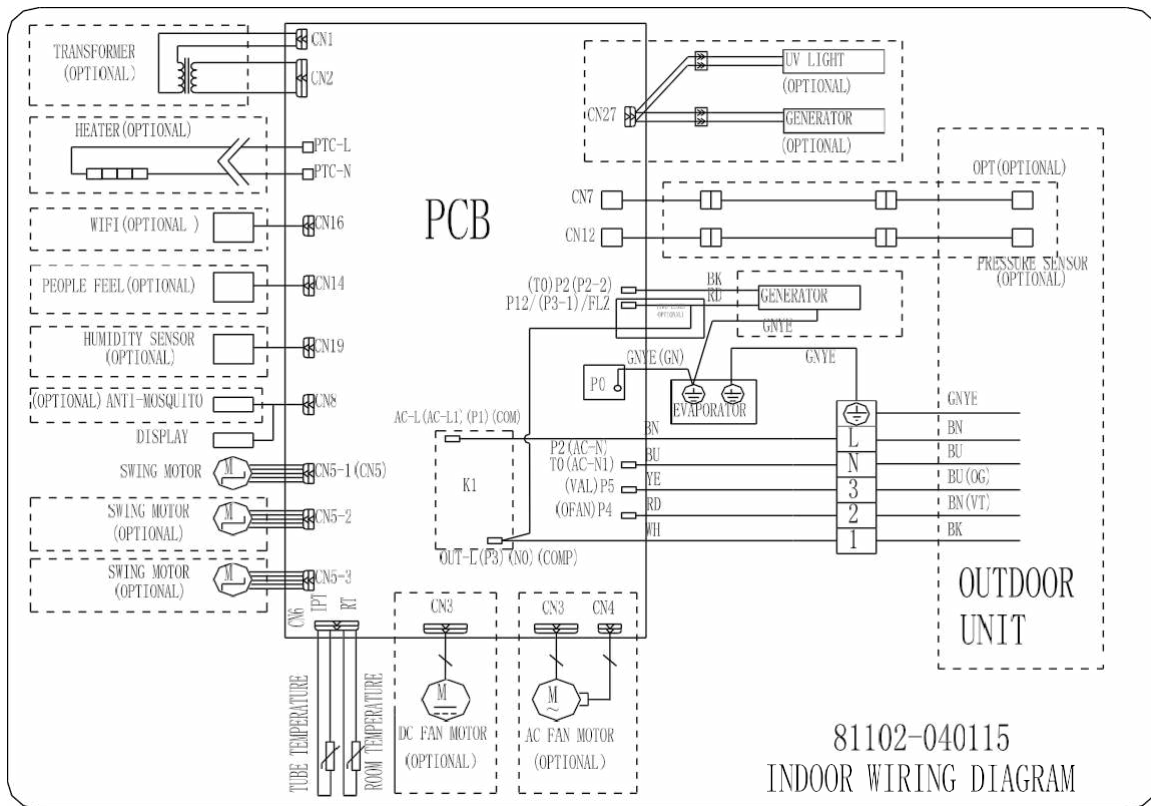 TRANSFORMER
(OPTIONAL)
CN1
CN2
HEATER(OPTIONAL)
PTC-L
PTC-N
WIFI(OPTIONAL )
CN16
PEOPLE FEEL(OPTIONAL)
CN14
HUMIDITY SENSOR
(OPTIONAL)
CN19
(OPTIONAL) ANTI-MOSQUITO
CN8
DISPLAY
SWING MOTOR
M
CN5-1(CN5)
SWING MOTOR
(OPTIONAL)
M
CN5-2
SWING MOTOR
(OPTIONAL)
M
CN5-3
PCB
CN27
UV LIGHT
(OPTIONAL)
GENERATOR
(OPTIONAL)
OPT(OPTIONAL)
CN7
CN12
PRESSURE SENSOR
(OPTIONAL)
(T0)P2(P2-2)
BK
P12/(P3-1)/FLZ
RD
OPTIONAL)
GENERATOR
GNYE
GNYE(GN)
GNYE
P0
EVAPORATOR
AC-L(AC-L1)(P1)(COM)
BN
P2(AC-N)
T0(AC-N1)
BU
(VAL)P5
YE
(OFAN)P4
RD
K1
WH
OUT-L(P3)(NO)(COMP)
L
N
3
2
1
GNYE
BN
BU
BU(OG)
BN(VT)
BK
OUTDOOR
UNIT
CN6
IPT
RT
TUBE TEMPERATURE
ROOM TEMPERATURE
CN3
M
DC FAN MOTOR
(OPTIONAL)
CN3
CN4
M
~
AC FAN MOTOR
(OPTIONAL)
81102-040115
INDOOR WIRING DIAGRAM